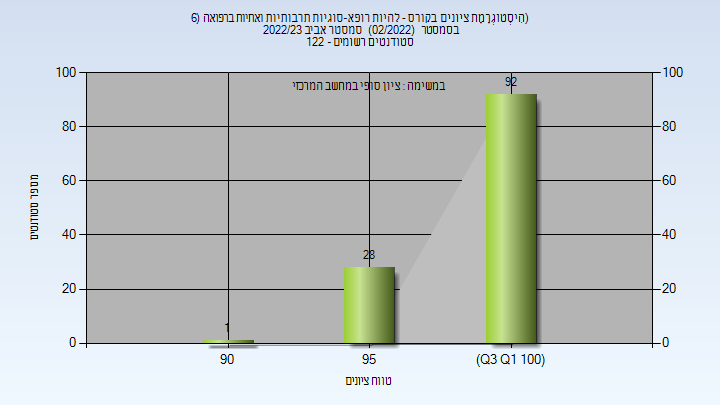 (הִיסטוֹגרָמַת ציונים בקורס - להיות רופא-סוגיות תרבותיות ואתיות ברפואה (6
בסמסטר (02/2022) סמסטר אביב 2022/23
סטודנטים רשומים - 122
במשימה : ציון סופי במחשב המרכזי
100 100
80 80
60 60
40 40
20 20
0 0
92
28
1
90 95 (Q3 Q1 100)
מספר סטודנטים
טווח ציונים